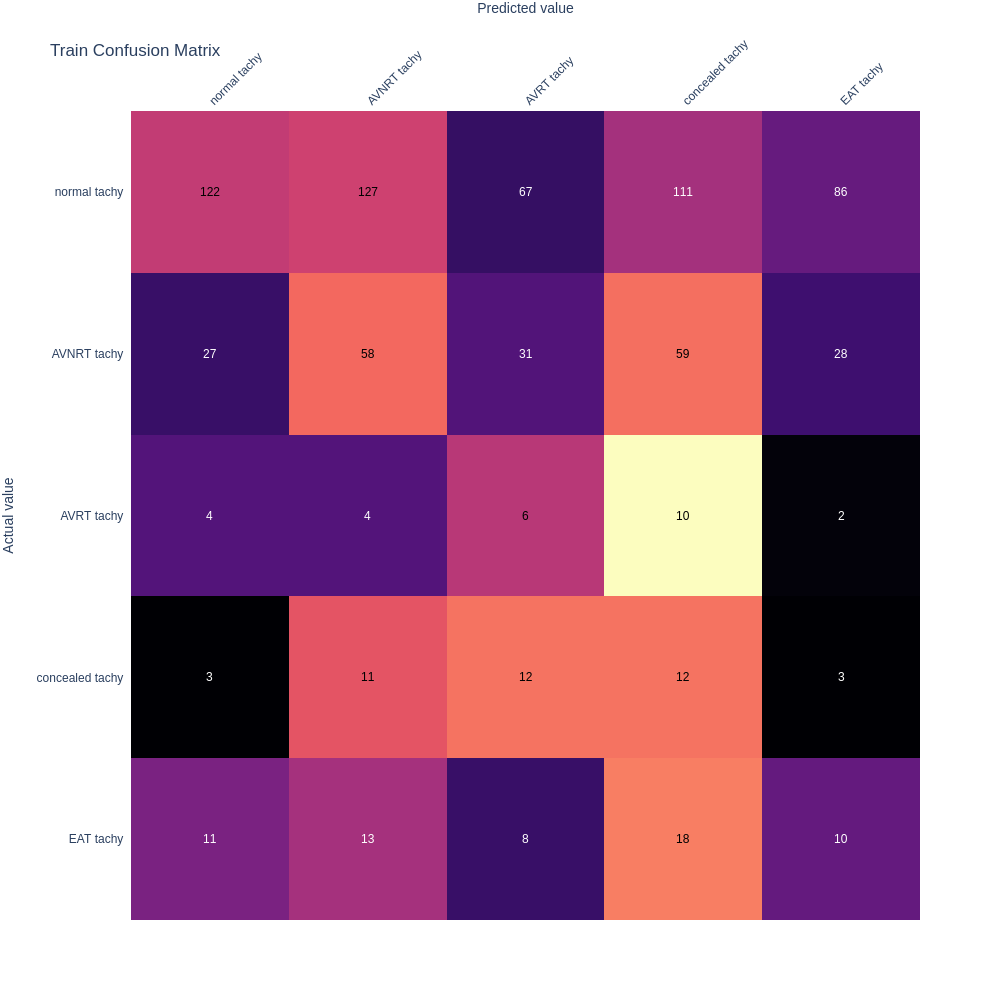 Predicted value
Train Confusion Matrix
normal tachy AVNRT tachy AVRT tachy concealed tachy EAT tachy
normal tachy 122 127 67 111 86
AVNRT tachy 27 58 31 59 28
Actual value
AVRT tachy 4 4 6 10 2
concealed tachy 3 11 12 12 3
EAT tachy 11 13 8 18 10